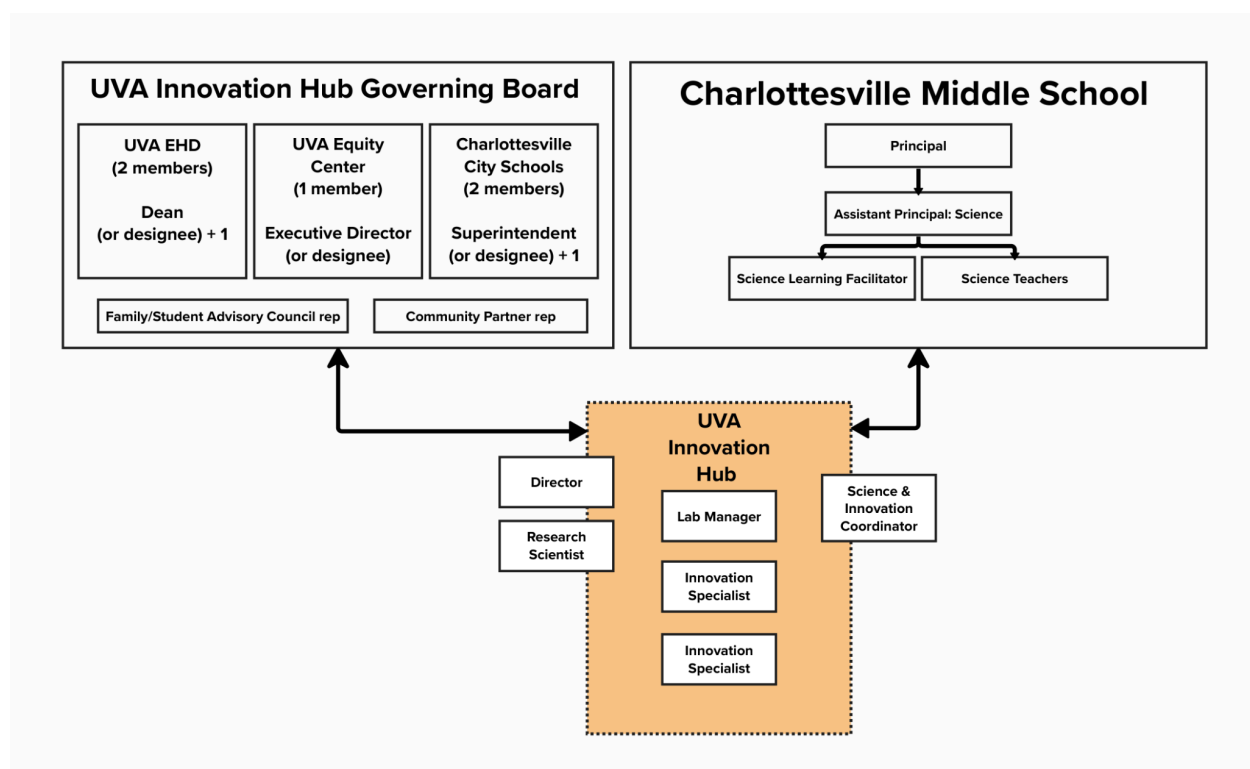 UVA Innovation Hub Governing Board
UVA EHD
(2 members)
Dean
(or designee) + 1
UVA Equity
Center
(1 member)
Executive Director
(or designee)
Charlottesville
City Schools
(2 members)
Superintendent
(or designee) + 1
Family/Student Advisory Council rep
Community Partner rep
Charlottesville Middle School
Principal
Assistant Principal: Science
Science Learning Facilitator
Science Teachers
UVA
Innovation
Hub
Director
Research
Scientist
Lab Manager
Innovation
Specialist
Innovation
Specialist
Science &
Innovation
Coordinator